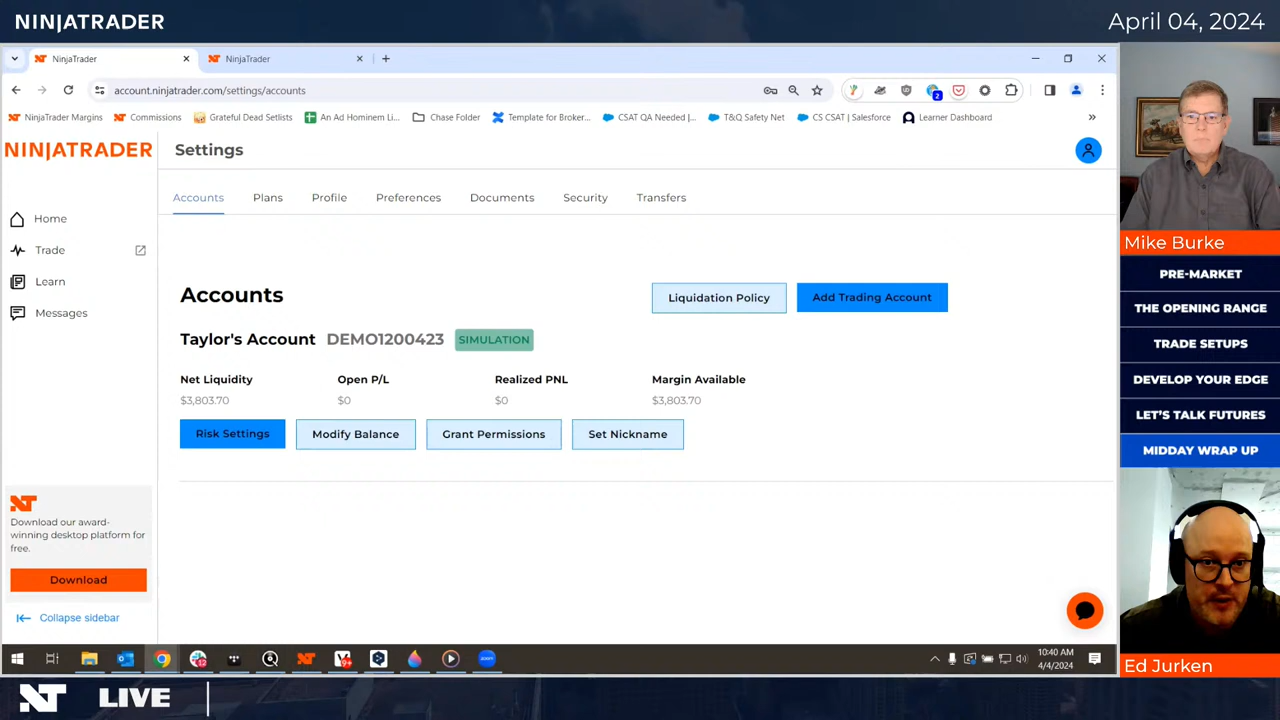 NINJATRADER
April 04, 2024
NinjaTrader
NinjaTrader
account.ninjatrader.com/settings/accounts
2
NinjaTrader Margins
Commissions
Grateful Dead Setlists
An Ad Hominem Li...
Chase Folder
Template for Broker...
CSAT QA Needed |...
T&Q Safety Net
CS CSAT | Salesforce
Learner Dashboard
NINJATRADER
Settings
Accounts Plans Profile Preferences Documents Security Transfers
Home
Trade
Learn
Messages
Accounts
Liquidation Policy
Add Trading Account
Taylor's Account DEMO1200423 SIMULATION
Net Liquidity Open P/L Realized PNL Margin Available
$3,803.70 $0 $0 $3,803.70
Risk Settings Modify Balance Grant Permissions Set Nickname
Download our award-
winning desktop platform for
free.
Download
Collapse sidebar
Mike Burke
PRE-MARKET
THE OPENING RANGE
TRADE SETUPS
DEVELOP YOUR EDGE
LET'S TALK FUTURES
MIDDAY WRAP UP
Ed Jurken
10:40 AM
4/4/2024
LIVE